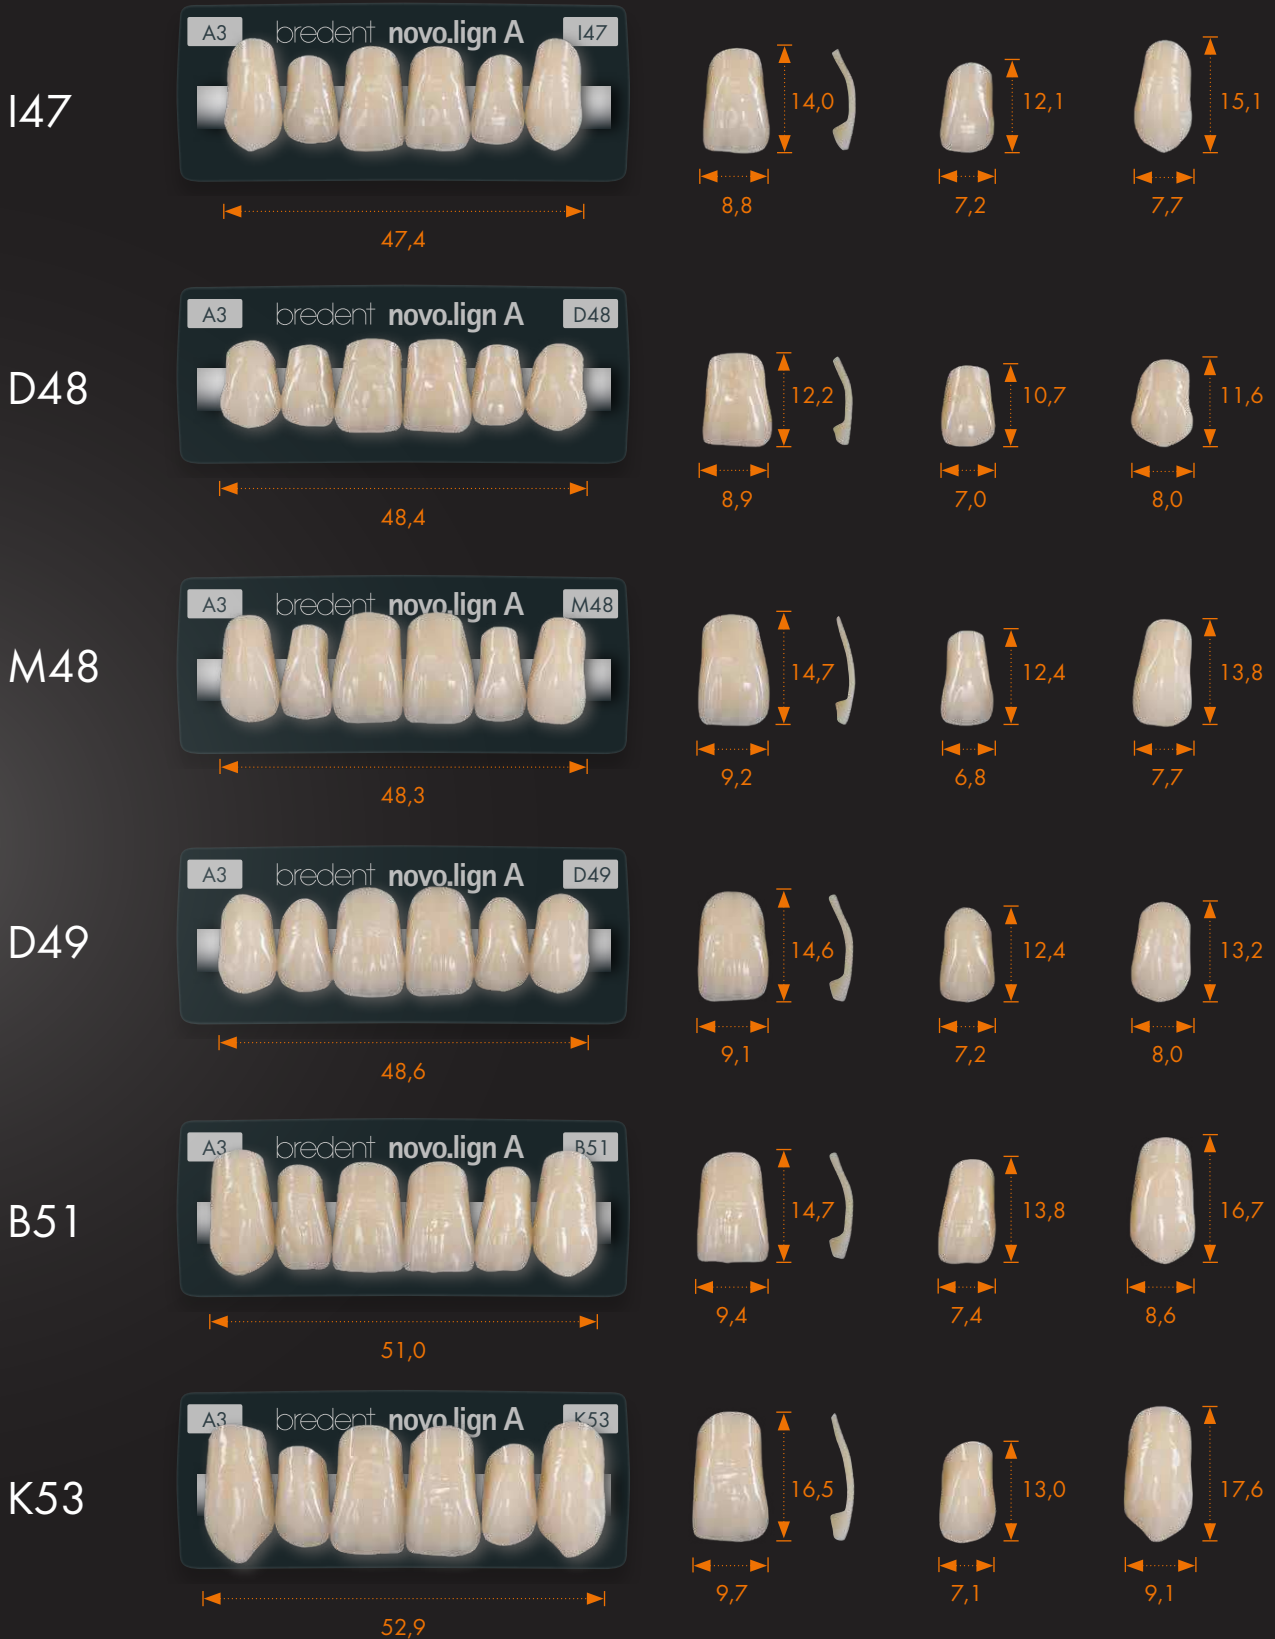 I47
A3 bredent novo.lign A I47
14,0 12,1 15,1
8,8 7,2 7,7
47,4
D48
A3 bredent novo.lign A D48
12,2 10,7 11,6
8,9 7,0 8,0
48,4
M48
A3 bredent novo.lign A M48
14,7 12,4 13,8
9,2 6,8 7,7
48,3
D49
A3 bredent novo.lign A D49
14,6 12,4 13,2
9,1 7,2 8,0
48,6
B51
A3 bredent novo.lign A B51
14,7 13,8 16,7
9,4 7,4 8,6
51,0
K53
A3 bredent novo.lign A K53
16,5 13,0 17,6
9,7 7,1 9,1
52,9